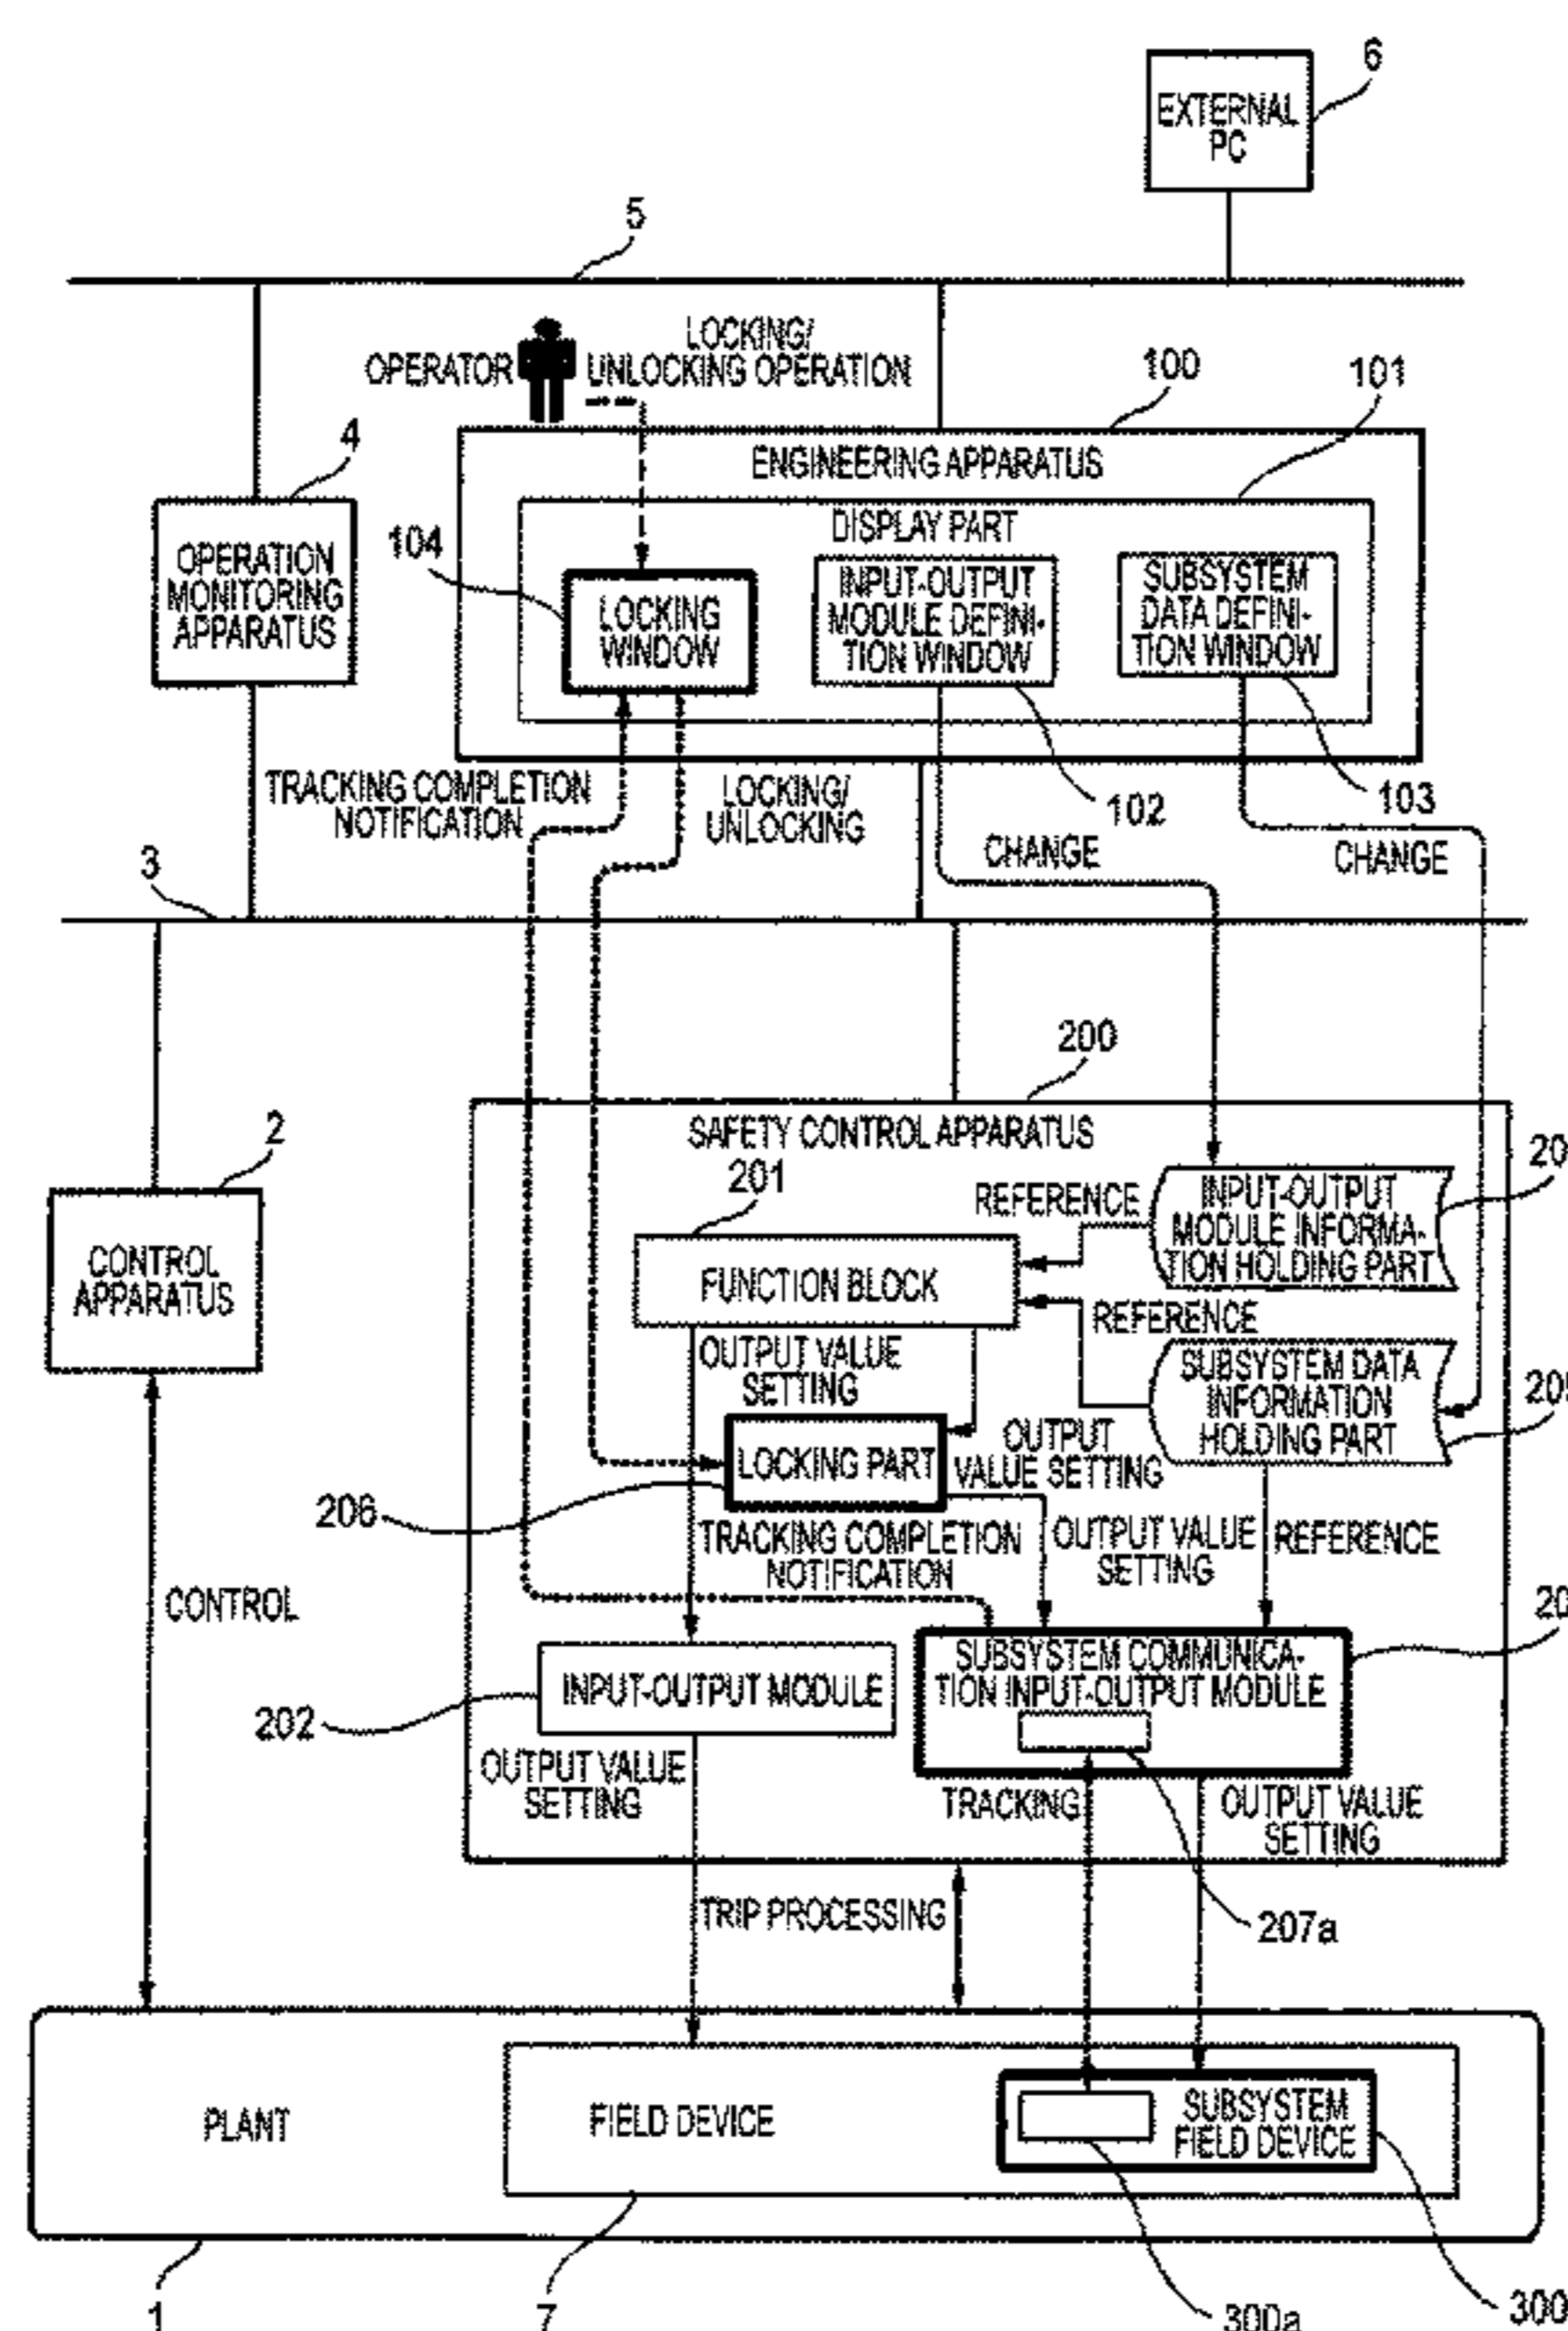 6
EXTERNAL
PC
5
OPERATOR
LOCKING/
UNLOCKING OPERATION
100
101
4
ENGINEERING APPARATUS
DISPLAY PART
104
OPERATION
MONITORING
APPARATUS
LOCKING
WINDOW
INPUT-OUTPUT
MODULE DEFINI-
TION WINDOW
SUBSYSTEM
DATA DEFINI-
TION WINDOW
TRACKING COMPLETION
NOTIFICATION
LOCKING/
UNLOCKING
102
103
CHANGE
CHANGE
3
200
2
SAFETY CONTROL APPARATUS
201
REFERENCE
INPUT-OUTPUT
MODULE INFORMA-
TION HOLDING PART
20
CONTROL
APPARATUS
FUNCTION BLOCK
REFERENCE
OUTPUT VALUE
SETTING
SUBSYSTEM DATA
INFORMATION
HOLDING PART
20
LOCKING PART
OUTPUT
VALUE SETTING
206
TRACKING COMPLETION
NOTIFICATION
OUTPUT VALUE
SETTING
REFERENCE
CONTROL
20
SUBSYSTEM COMMUNICA-
TION INPUT-OUTPUT MODULE
INPUT-OUTPUT MODULE
202
OUTPUT VALUE
SETTING
TRACKING
OUTPUT VALUE
SETTING
TRIP PROCESSING
207a
PLANT
FIELD DEVICE
SUBSYSTEM
FIELD DEVICE
1
7
300a
300